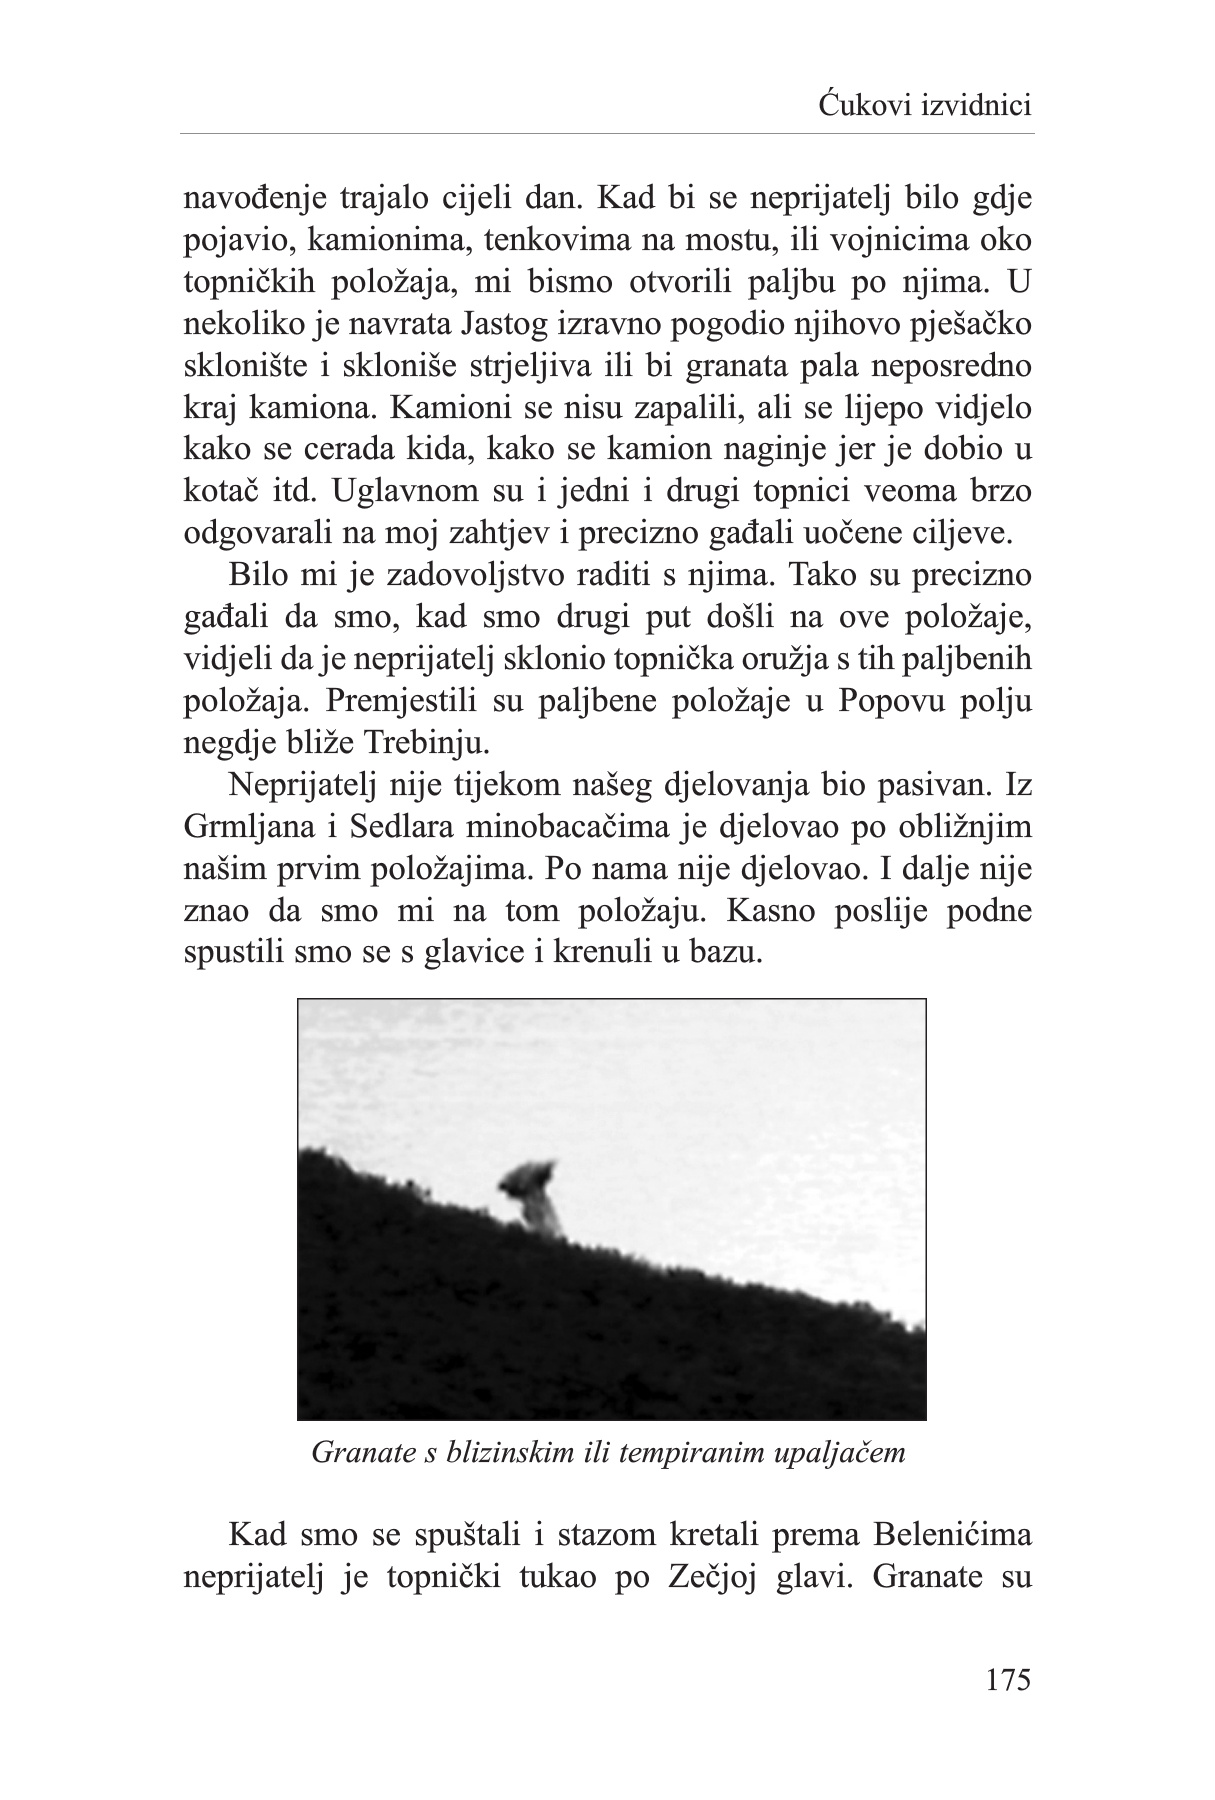 Ćukovi izvidnici
navođenje trajalo cijeli dan. Kad bi se neprijatelj bilo gdje
pojavio, kamionima, tenkovima na mostu, ili vojnicima oko
topničkih položaja, mi bismo otvorili paljbu po njima. U
nekoliko je navrata Jastog izravno pogodio njihovo pješačko
sklonište i skloniše strjeljiva ili bi granata pala neposredno
kraj kamiona. Kamioni se nisu zapalili, ali se lijepo vidjelo
kako se cerada kida, kako se kamion naginje jer je dobio u
kotač itd. Uglavnom su i jedni i drugi topnici veoma brzo
odgovarali na moj zahtjev i precizno gađali uočene ciljeve.
Bilo mi je zadovoljstvo raditi s njima. Tako su precizno
gađali da smo, kad smo drugi put došli na ove položaje,
vidjeli da je neprijatelj sklonio topnička oružja s tih paljbenih
položaja. Premjestili su paljbene položaje u Popovu polju
negdje bliže Trebinju.
Neprijatelj nije tijekom našeg djelovanja bio pasivan. Iz
Grmljana i Sedlara minobacačima je djelovao po obližnjim
našim prvim položajima. Po nama nije djelovao. I dalje nije
znao da smo mi na tom položaju. Kasno poslije podne
spustili smo se s glavice i krenuli u bazu.
Granate s blizinskim ili tempiranim upaljačem
Kad smo se spuštali i stazom kretali prema Belenićima
neprijatelj je topnički tukao po Zečjoj glavi. Granate su
175